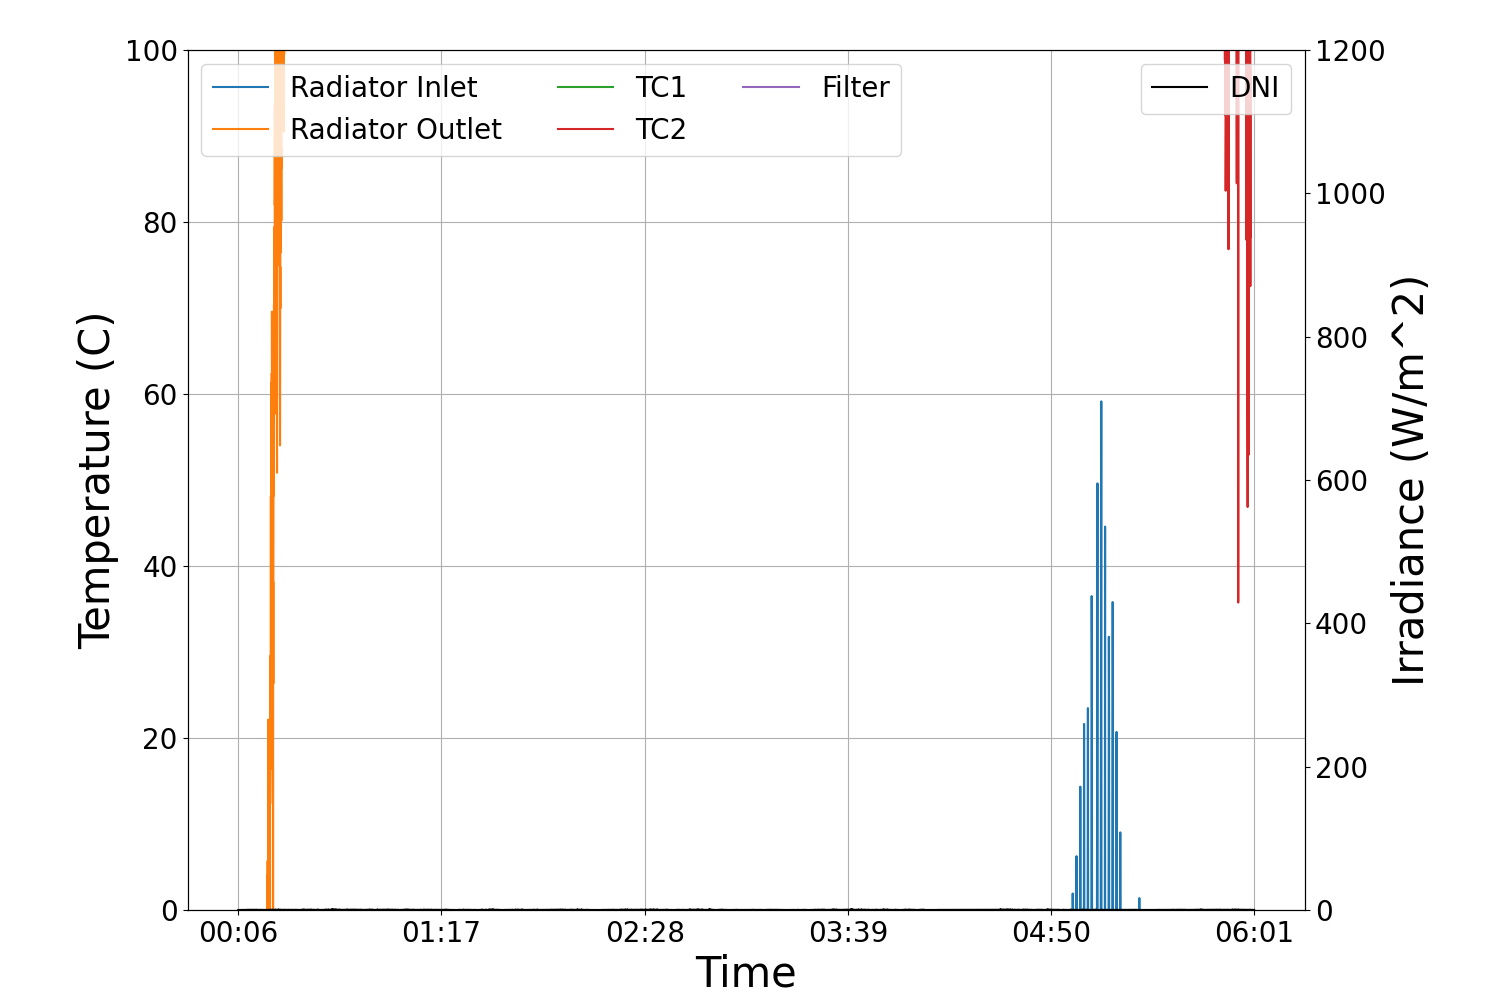 100
80
60
40
20
0
Temperature (C)
Radiator Inlet
Radiator Outlet
TC1
TC2
Filter
DNI
1200
1000
800
600
400
200
0
Irradiance (W/m^2)
00:06
01:17
02:28
03:39
04:50
06:01
Time